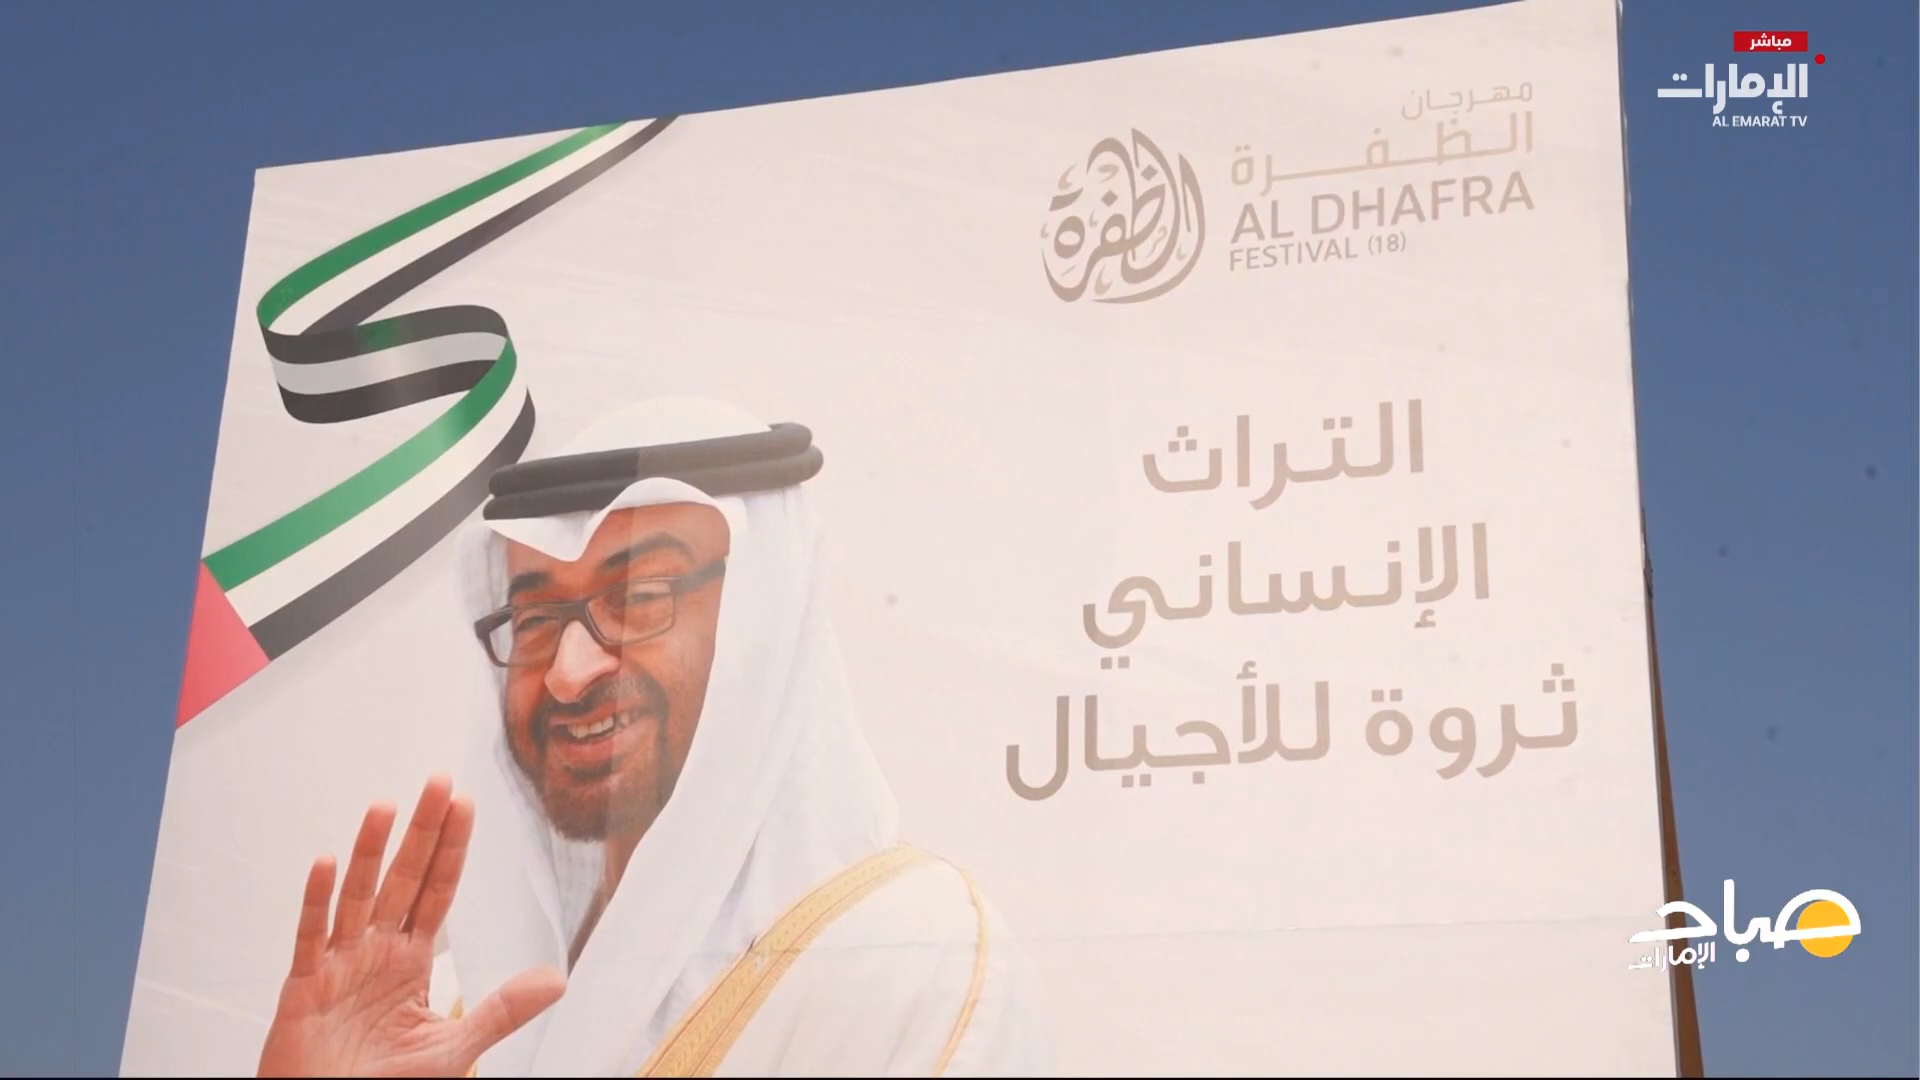 مباشر
الإمارات
AL EMARAT TV
مهرجان
الظفرة
AL DHAFRA
FESTIVAL (18)
الظفرة
التراث
الإنساني
ثروة للأجيال
صباح
الإمارات